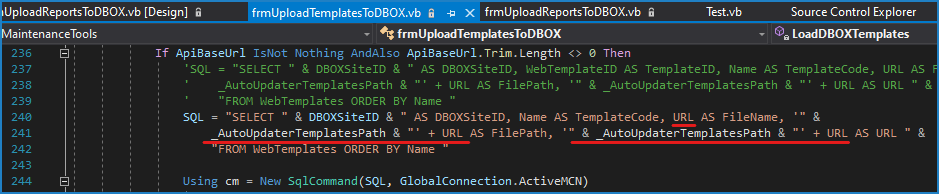 mUploadReportsToDBOX.vb [Design] frmUploadTemplatesToDBOX.vb frmUploadReportsToDBOX.vb Test.vb Source Control Explorer
MaintenanceTools frmUploadTemplatesToDBOX LoadDBOXTemplates
236 If ApiBaseUrl IsNot Nothing AndAlso ApiBaseUrl.Trim.Length <> 0 Then
237 'SQL = "SELECT " & DBOXSiteID & " AS DBOXSiteID, WebTemplateID AS TemplateID, Name AS TemplateCode, URL AS F
238 ' _AutoUpdaterTemplatesPath & "' + URL AS FilePath, '" & _AutoUpdaterTemplatesPath & "' + URL AS URL " &
239 ' "FROM WebTemplates ORDER BY Name "
240 SQL = "SELECT " & DBOXSiteID & " AS DBOXSiteID, Name AS TemplateCode, URL AS FileName, '" &
241 _AutoUpdaterTemplatesPath & "' + URL AS FilePath, '" & _AutoUpdaterTemplatesPath & "' + URL AS URL " &
242 "FROM WebTemplates ORDER BY Name "
243
244 Using cm = New SqlCommand(SQL, GlobalConnection.ActiveMCN)